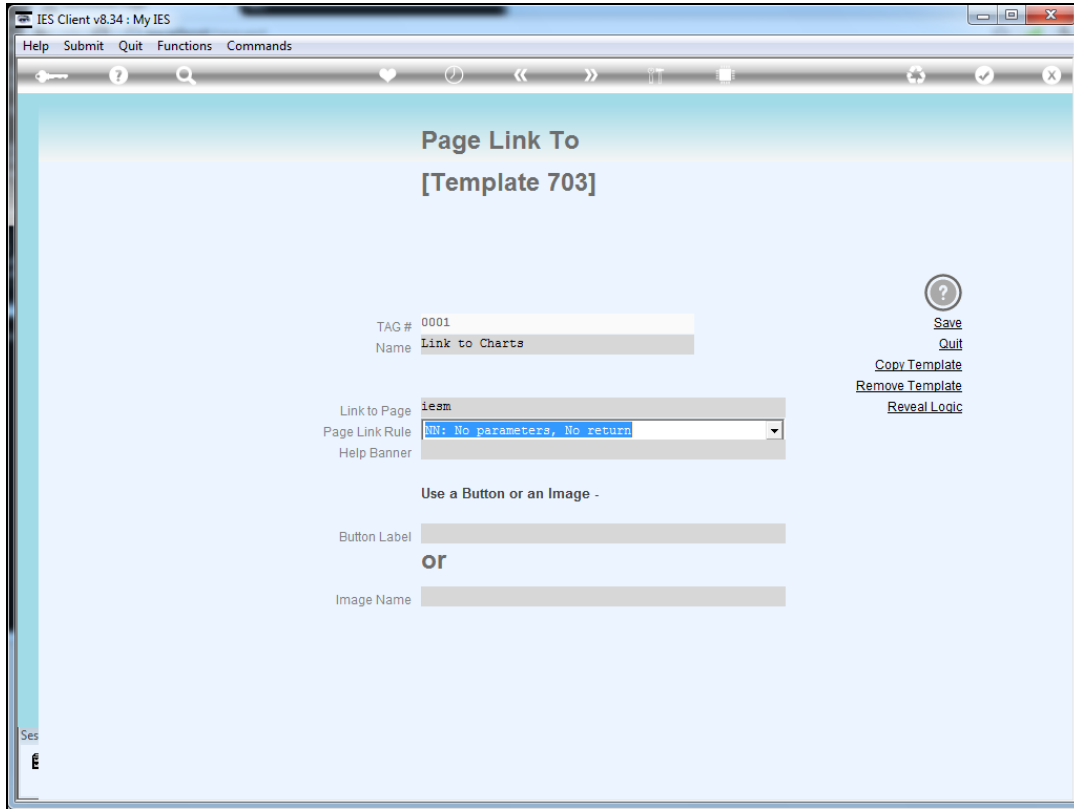 IES Client v8.34 : My IES
Help Submit Quit Functions Commands
Page Link To
[Template 703]
TAG # 0001
Save
Name Link to Charts
Quit
Copy Template
Remove Template
Link to Page iesm
Reveal Logic
Page Link Rule NN: No parameters, No return
Help Banner
Use a Button or an Image -
Button Label
or
Image Name
Ses